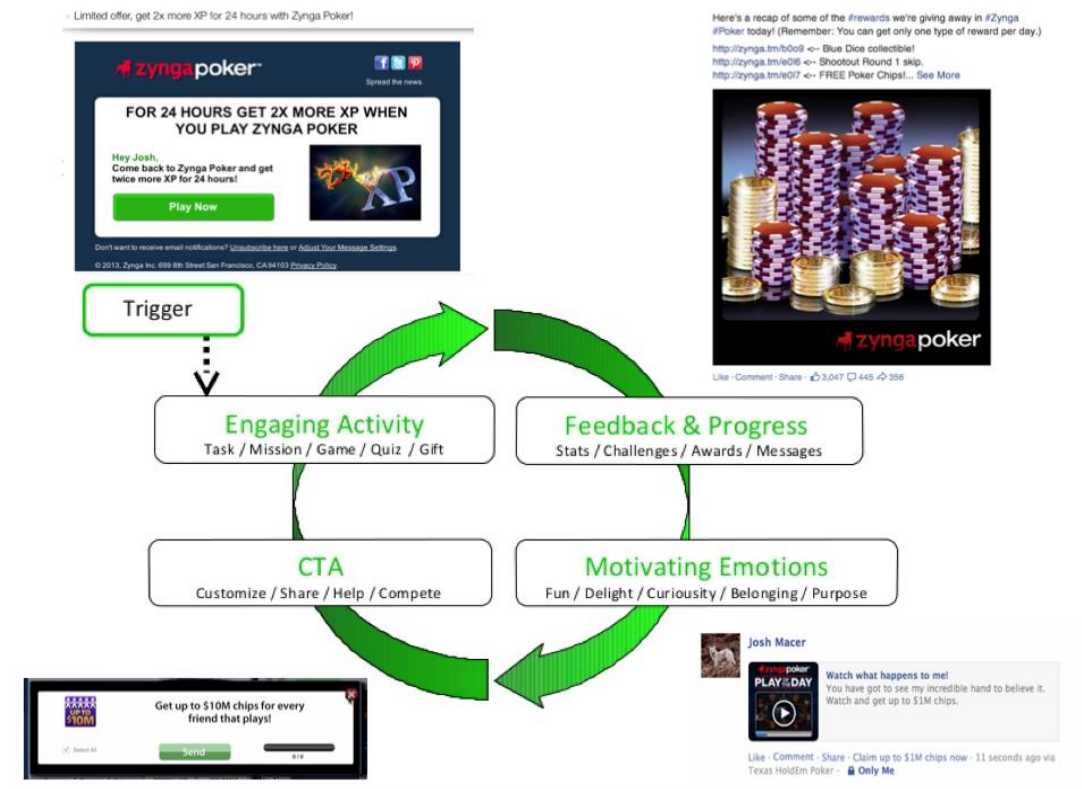 Limited offer, get 2x more XP for 24 hours with Zynga Poker!
zyngapoker™
Spread the news.
FOR 24 HOURS GET 2X MORE XP WHEN
YOU PLAY ZYNGA POKER
Hey Josh,
Come back to Zynga Poker and get
twice more XP for 24 hours!
Play Now
2X XP
Don't want to receive email notifications? Unsubscribe here or Adjust Your Message Settings.
© 2013, Zynga Inc. 699 8th Street San Francisco, CA 94103 Privacy Policy.
Here's a recap of some of the #rewards we're giving away in #Zynga
#Poker today! (Remember: You can get only one type of reward per day.)
http://zynga.tm/b0o9 <-- Blue Dice collectible!
http://zynga.tm/e0l6 <-- Shootout Round 1 skip.
http://zynga.tm/e0l7 <-- FREE Poker Chips!... See More
zyngapoker
Like · Comment · Share · 3,047 445 356
Trigger
Engaging Activity
Task / Mission / Game / Quiz / Gift
Feedback & Progress
Stats / Challenges / Awards / Messages
CTA
Customize / Share / Help / Compete
Motivating Emotions
Fun / Delight / Curiousity / Belonging / Purpose
UP TO
$10M
Get up to $10M chips for every
friend that plays!
Select All
Send
0 / 0
Josh Macer
zyngapoker
PLAY OF THE DAY
Watch what happens to me!
You have got to see my incredible hand to believe it.
Watch and get up to $1M chips.
Like · Comment · Share · Claim up to $1M chips now · 11 seconds ago via
Texas HoldEm Poker · Only Me